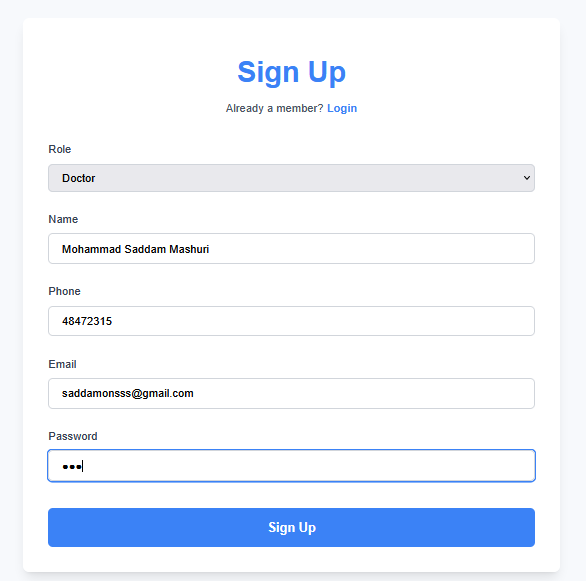 Sign Up
Already a member? Login
Role
Doctor
Name
Mohammad Saddam Mashuri
Phone
48472315
Email
saddamonsss@gmail.com
Password
•••
Sign Up